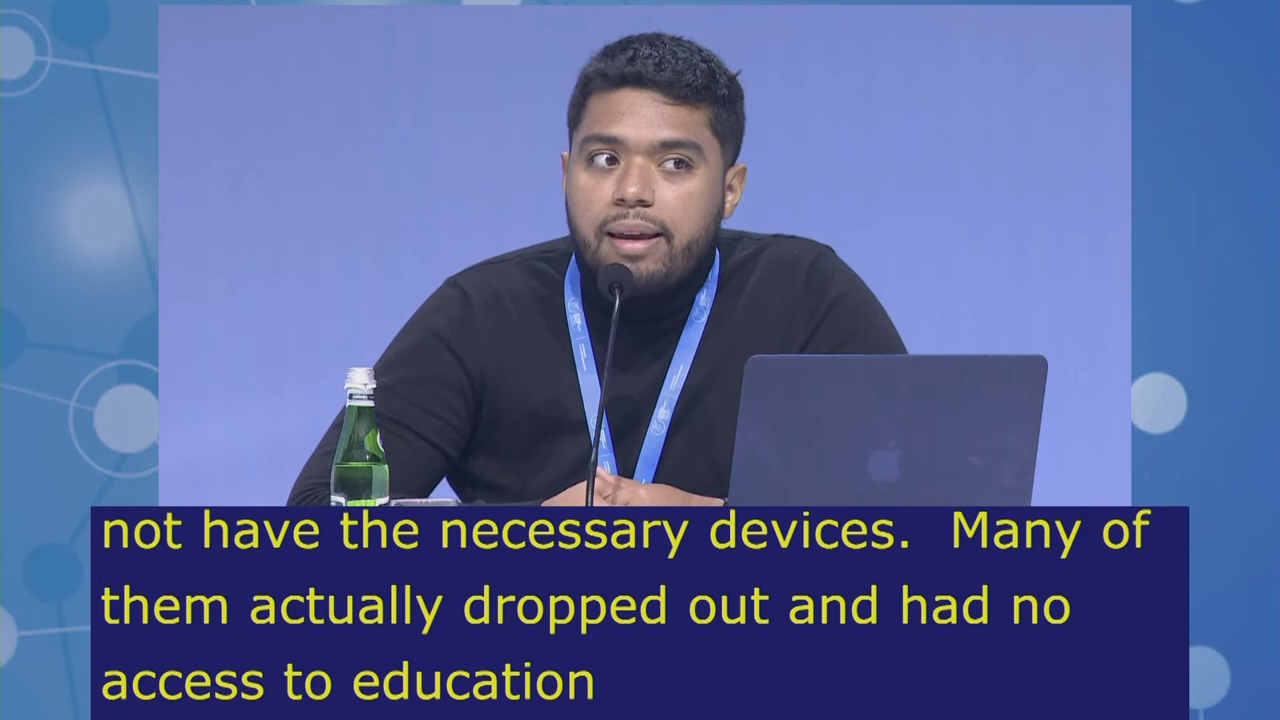 not have the necessary devices.  Many of
them actually dropped out and had no
access to education